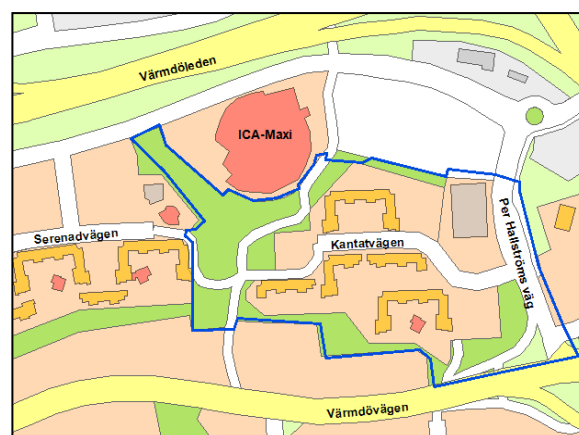 Värmdöleden
ICA-Maxi
Serenadvägen
Kantatvägen
Per Hallströms väg
Värmdövägen